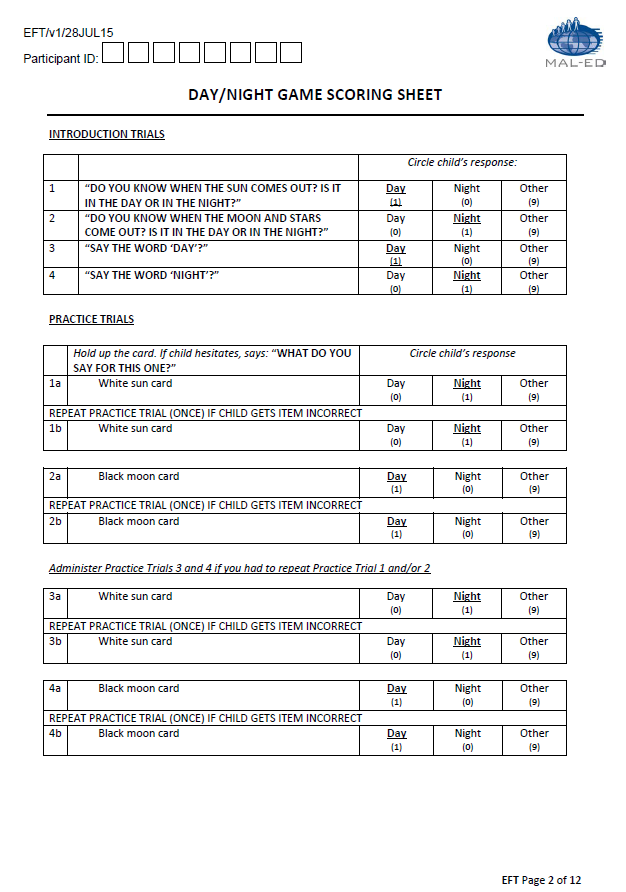 EFT/v1/28JUL15
Participant ID:
MAL-ED
DAY/NIGHT GAME SCORING SHEET
INTRODUCTION TRIALS
Circle child's response:
1 "DO YOU KNOW WHEN THE SUN COMES OUT? IS IT Day Night Other
IN THE DAY OR IN THE NIGHT?" (1) (0) (9)
2 "DO YOU KNOW WHEN THE MOON AND STARS Day Night Other
COME OUT? IS IT IN THE DAY OR IN THE NIGHT?" (0) (1) (9)
3 "SAY THE WORD 'DAY'?" Day Night Other
(1) (0) (9)
4 "SAY THE WORD 'NIGHT'?" Day Night Other
(0) (1) (9)
PRACTICE TRIALS
Hold up the card. If child hesitates, says: "WHAT DO YOU Circle child's response
SAY FOR THIS ONE?"
1a White sun card Day Night Other
(0) (1) (9)
REPEAT PRACTICE TRIAL (ONCE) IF CHILD GETS ITEM INCORRECT
1b White sun card Day Night Other
(0) (1) (9)
2a Black moon card Day Night Other
(1) (0) (9)
REPEAT PRACTICE TRIAL (ONCE) IF CHILD GETS ITEM INCORRECT
2b Black moon card Day Night Other
(1) (0) (9)
Administer Practice Trials 3 and 4 if you had to repeat Practice Trial 1 and/or 2
3a White sun card Day Night Other
(0) (1) (9)
REPEAT PRACTICE TRIAL (ONCE) IF CHILD GETS ITEM INCORRECT
3b White sun card Day Night Other
(0) (1) (9)
4a Black moon card Day Night Other
(1) (0) (9)
REPEAT PRACTICE TRIAL (ONCE) IF CHILD GETS ITEM INCORRECT
4b Black moon card Day Night Other
(1) (0) (9)
EFT Page 2 of 12